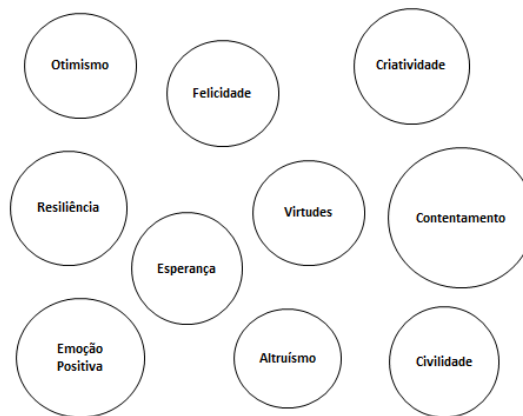 Otimismo
Felicidade
Criatividade
Resiliência
Virtudes
Contentamento
Esperança
Emoção
Positiva
Altruísmo
Civilidade